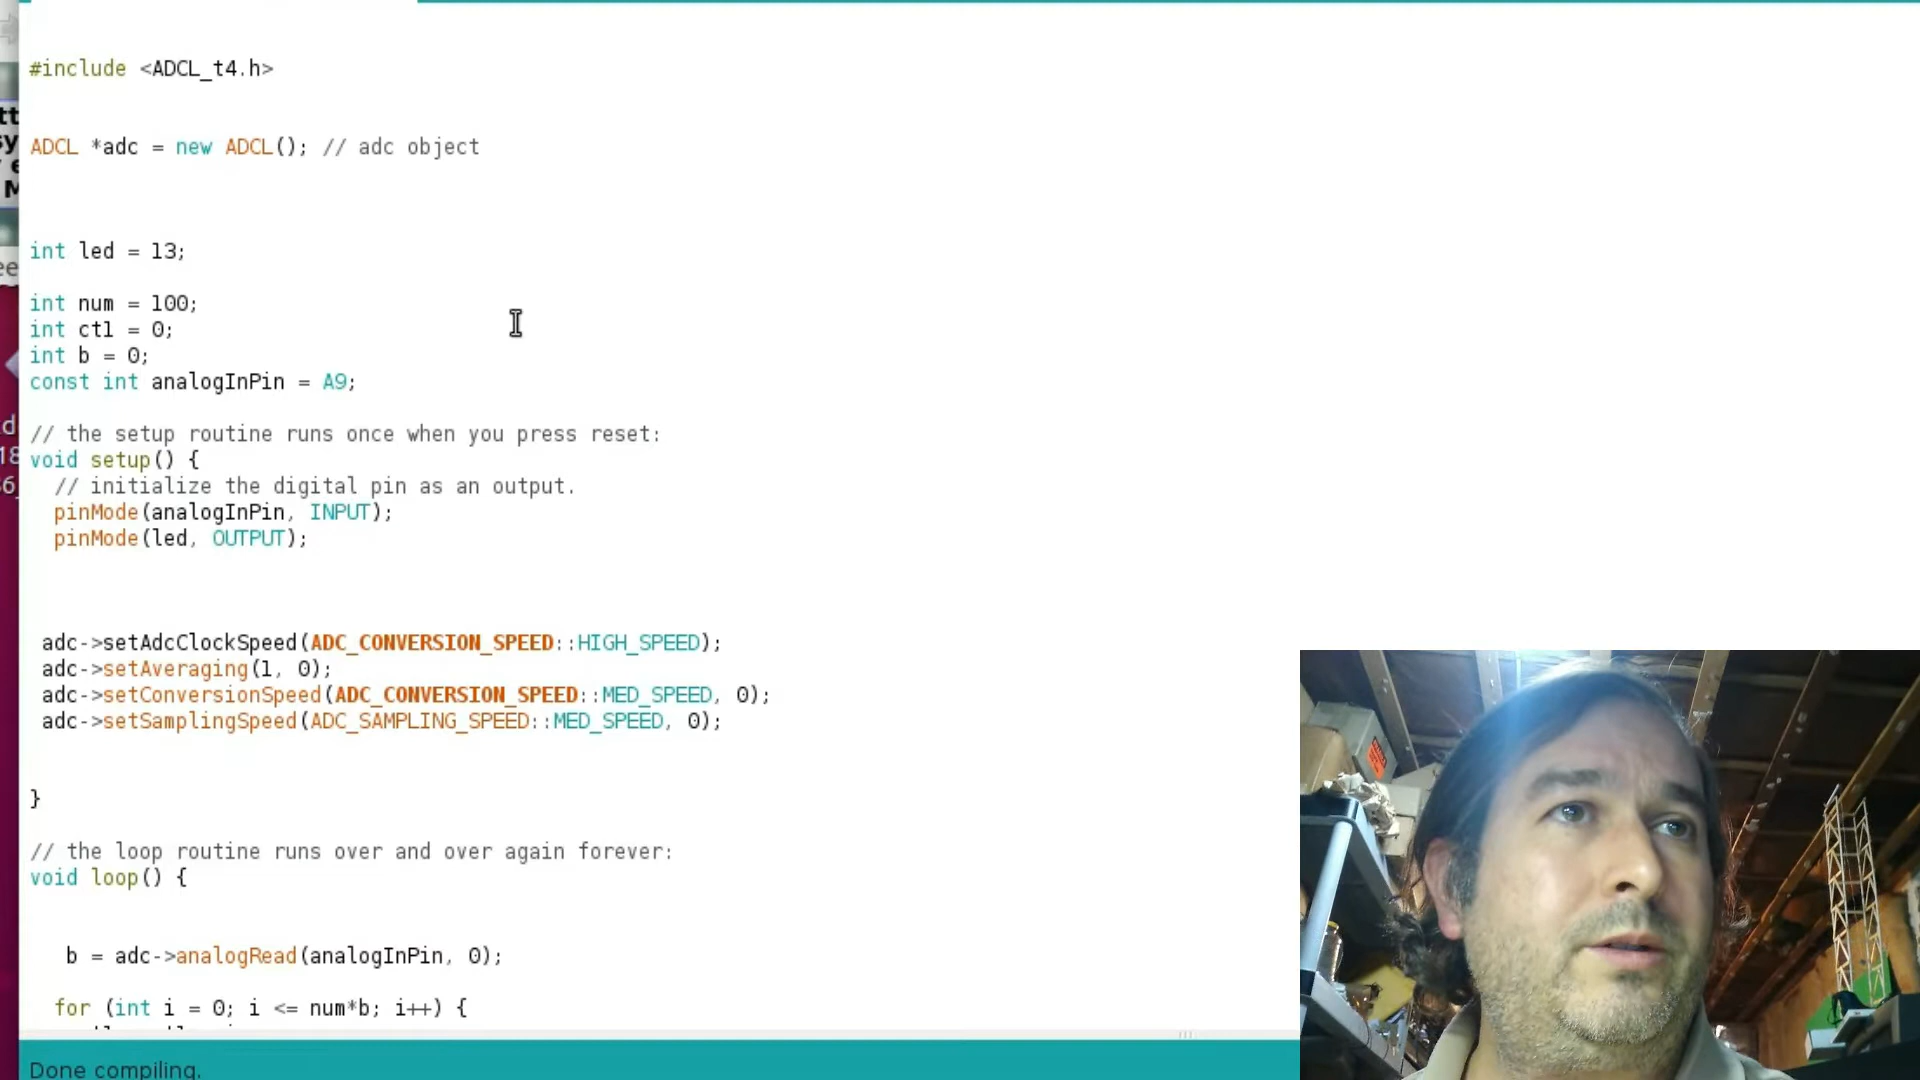 #include <ADCL_t4.h>
ADCL *adc = new ADCL(); // adc object
int led = 13;
int num = 100;
int ctl = 0;
int b = 0;
const int analogInPin = A9;
// the setup routine runs once when you press reset:
void setup() {
// initialize the digital pin as an output.
pinMode(analogInPin, INPUT);
pinMode(led, OUTPUT);
adc->setAdcClockSpeed(ADC_CONVERSION_SPEED::HIGH_SPEED);
adc->setAveraging(1, 0);
adc->setConversionSpeed(ADC_CONVERSION_SPEED::MED_SPEED, 0);
adc->setSamplingSpeed(ADC_SAMPLING_SPEED::MED_SPEED, 0);
}
// the loop routine runs over and over again forever:
void loop() {
b = adc->analogRead(analogInPin, 0);
for (int i = 0; i <= num*b; i++) {
Done compiling.